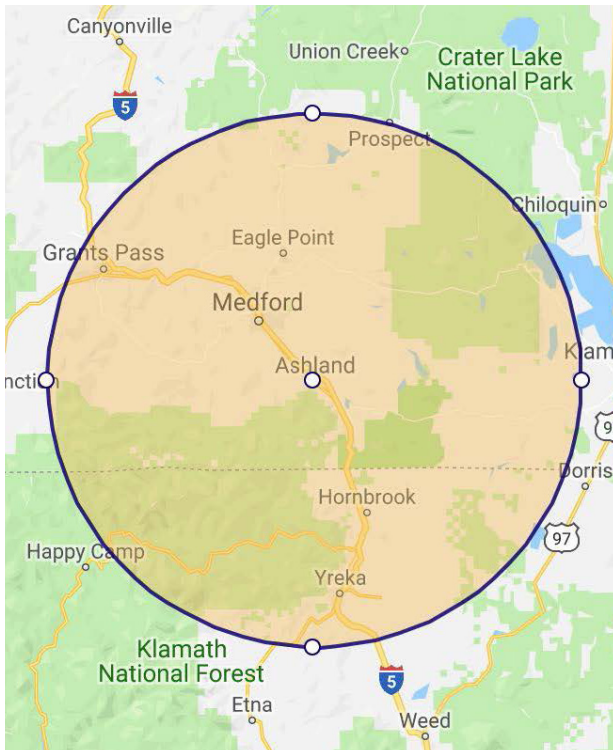 Canyonville
Union Creek
Crater Lake
National Park
5
Prospect
Chiloquin
Eagle Point
Grants Pass
Medford
Klam
Ashland
nction
9
Dorris
Hornbrook
97
Happy Camp
Yreka
Klamath
National Forest
5
Etna
Weed